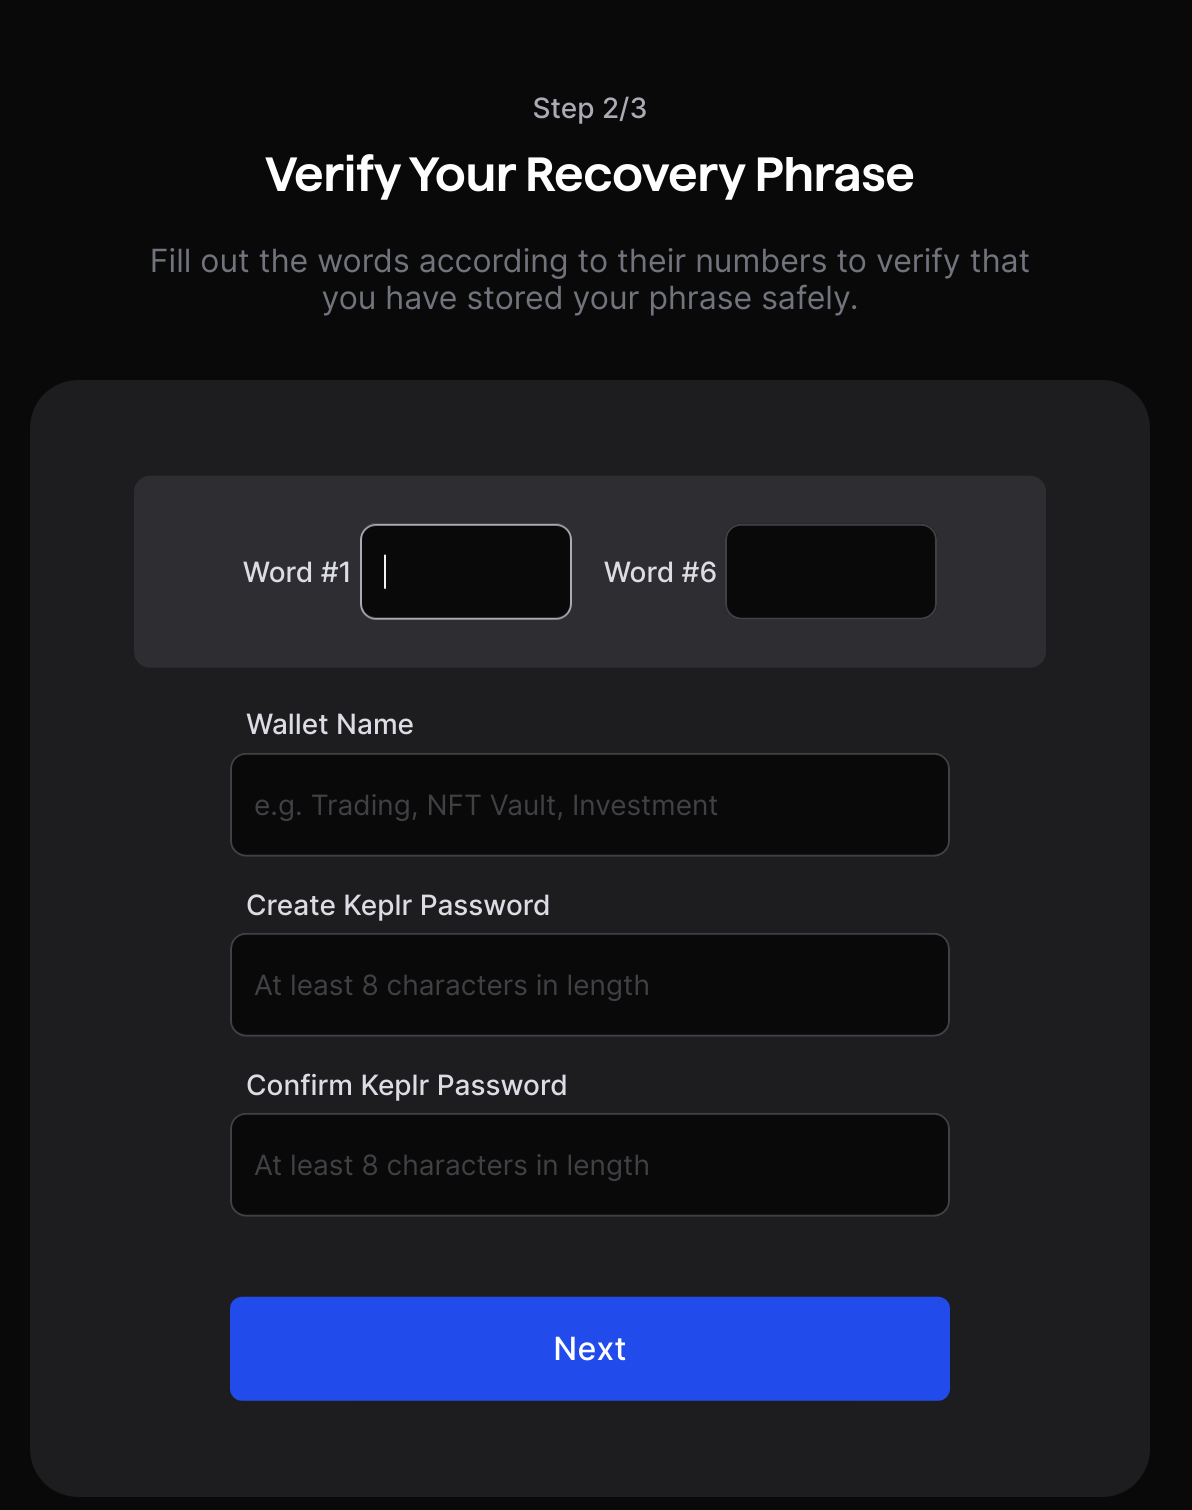 Step 2/3
Verify Your Recovery Phrase
Fill out the words according to their numbers to verify that
you have stored your phrase safely.
Word #1
Word #6
Wallet Name
e.g. Trading, NFT Vault, Investment
Create Keplr Password
At least 8 characters in length
Confirm Keplr Password
At least 8 characters in length
Next